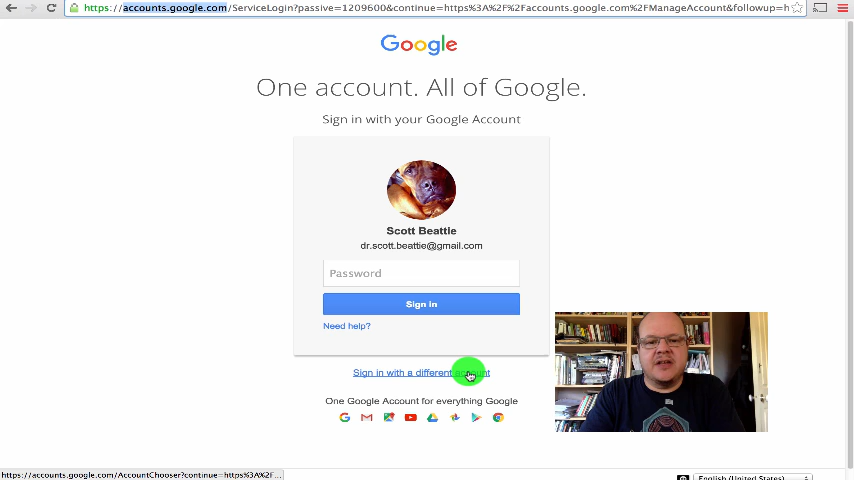 https://accounts.google.com/ServiceLogin?passive=1209600&continue=https%3A%2F%2Faccounts.google.com%2FManageAccount&followup=h
Google
One account. All of Google.
Sign in with your Google Account
Scott Beattie
dr.scott.beattie@gmail.com
Password
Sign in
Need help?
Sign in with a different account
One Google Account for everything Google
https://accounts.google.com/AccountChooser?continue=https%3A%2F...
English (United States)